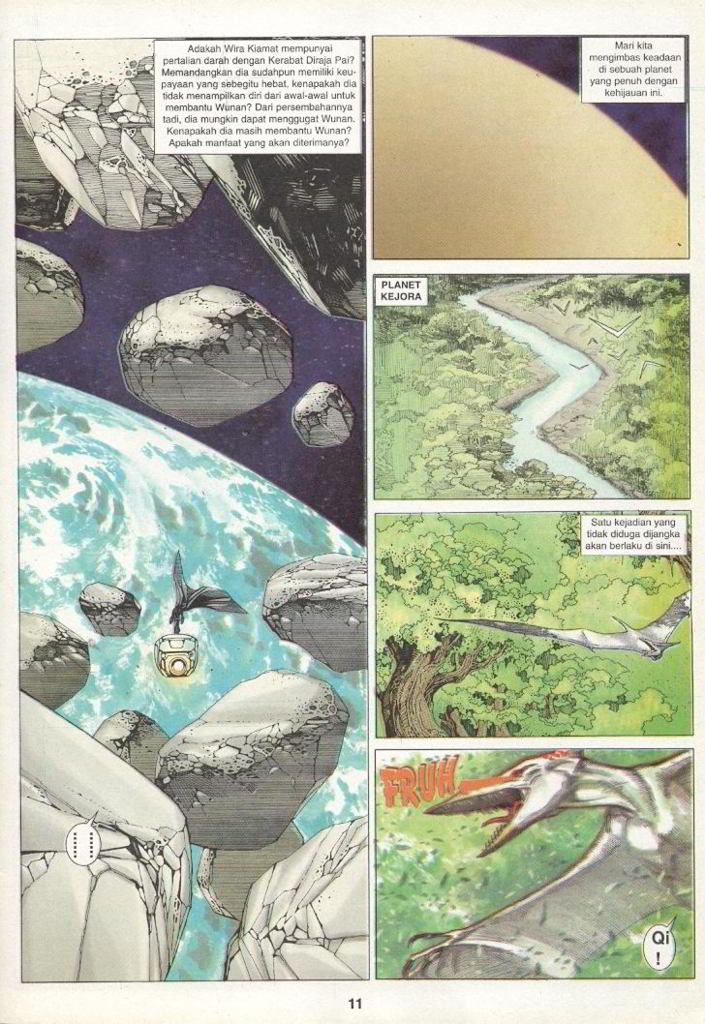 Adakah Wira Kiamat mempunyai
pertalian darah dengan Kerabat Diraja Pai?
Memandangkan dia sudahpun memiliki keu-
payaan yang sebegitu hebat, kenapakah dia
tidak menampilkan diri dari awal-awal untuk
membantu Wunan? Dari persembahannya
tadi, dia mungkin dapat menggugat Wunan.
Kenapakah dia masih membantu Wunan?
Apakah manfaat yang akan diterimanya?
......
Mari kita
mengimbas keadaan
di sebuah planet
yang penuh dengan
kehijauan ini.
PLANET
KEJORA
Satu kejadian yang
tidak diduga dijangka
akan berlaku di sini....
FRUH
Qi
!
11